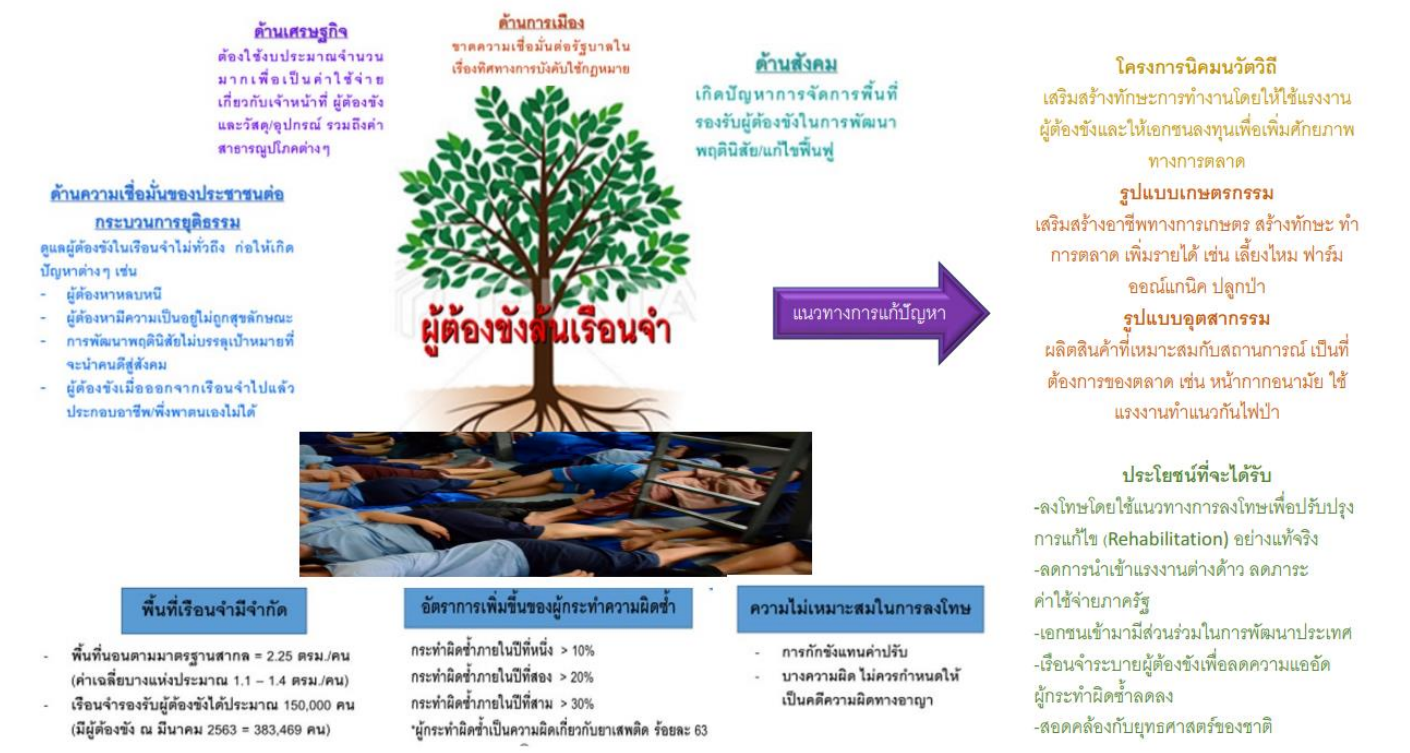 ด้านเศรษฐกิจ
ต้องใช้งบประมาณจำนวน
มากเพื่อเป็นค่าใช้จ่าย
เกี่ยวกับเจ้าหน้าที่ ผู้ต้องขัง
และวัสดุ/อุปกรณ์ รวมถึงค่า
สาธารณูปโภคต่างๆ
ด้านการเมือง
ขาดความเชื่อมั่นต่อรัฐบาลใน
เรื่องทิศทางการบังคับใช้กฎหมาย
ด้านสังคม
เกิดปัญหาการจัดการพื้นที่
รองรับผู้ต้องขังในการพัฒนา
พฤตินิสัย/แก้ไขฟื้นฟู
ด้านความเชื่อมั่นของประชาชนต่อ
กระบวนการยุติธรรม
ดูแลผู้ต้องขังในเรือนจำไม่ทั่วถึง ก่อให้เกิด
ปัญหาต่างๆ เช่น
- ผู้ต้องหาหลบหนี
- ผู้ต้องหามีความเป็นอยู่ไม่ถูกสุขลักษณะ
- การพัฒนาพฤตินิสัยไม่บรรลุเป้าหมายที่
จะนำคนดีสู่สังคม
- ผู้ต้องขังเมื่อออกจากเรือนจำไปแล้ว
ประกอบอาชีพ/พึ่งพาตนเองไม่ได้
ผู้ต้องขังล้นเรือนจำ
แนวทางการแก้ปัญหา
โครงการนิคมนวัตวิถี
เสริมสร้างทักษะการทำงานโดยให้ใช้แรงงาน
ผู้ต้องขังและให้เอกชนลงทุนเพื่อเพิ่มศักยภาพ
ทางการตลาด
รูปแบบเกษตรกรรม
เสริมสร้างอาชีพทางการเกษตร สร้างทักษะ ทำ
การตลาด เพิ่มรายได้ เช่น เลี้ยงไหม ฟาร์ม
ออณ์แกนิค ปลูกป่า
รูปแบบอุตสากรรม
ผลิตสินค้าที่เหมาะสมกับสถานการณ์ เป็นที่
ต้องการของตลาด เช่น หน้ากากอนามัย ใช้
แรงงานทำแนวกันไฟป่า
ประโยชน์ที่จะได้รับ
-ลงโทษโดยใช้แนวทางการลงโทษเพื่อปรับปรุง
การแก้ไข (Rehabilitation) อย่างแท้จริง
-ลดการนำเข้าแรงงานต่างด้าว ลดภาระ
ค่าใช้จ่ายภาครัฐ
-เอกชนเข้ามามีส่วนร่วมในการพัฒนาประเทศ
-เรือนจำระบายผู้ต้องขังเพื่อลดความแออัด
ผู้กระทำผิดซ้ำลดลง
-สอดคล้องกับยุทธศาสตร์ของชาติ
พื้นที่เรือนจำมีจำกัด
- พื้นที่นอนตามมาตรฐานสากล = 2.25 ตรม./คน
(ค่าเฉลี่ยบางแห่งประมาณ 1.1 – 1.4 ตรม./คน)
- เรือนจำรองรับผู้ต้องขังได้ประมาณ 150,000 คน
(มีผู้ต้องขัง ณ มีนาคม 2563 = 383,469 คน)
อัตราการเพิ่มขึ้นของผู้กระทำความผิดซ้ำ
กระทำผิดซ้ำภายในปีที่หนึ่ง > 10%
กระทำผิดซ้ำภายในปีที่สอง > 20%
กระทำผิดซ้ำภายในปีที่สาม > 30%
*ผู้กระทำผิดซ้ำเป็นความผิดเกี่ยวกับยาเสพติด ร้อยละ 63
ความไม่เหมาะสมในการลงโทษ
- การกักขังแทนค่าปรับ
- บางความผิด ไม่ควรกำหนดให้
เป็นคดีความผิดทางอาญา